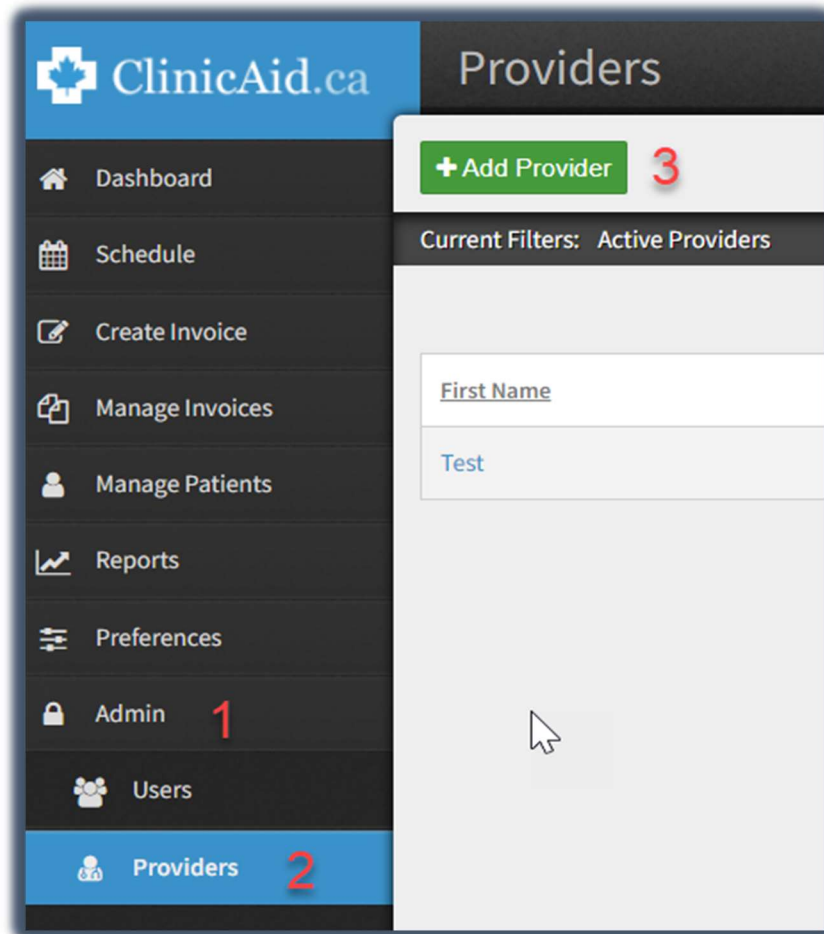 ClinicAid.ca
Providers
Dashboard
Schedule
Create Invoice
Manage Invoices
Manage Patients
Reports
Preferences
Admin 1
Users
Providers 2
+ Add Provider 3
Current Filters: Active Providers
First Name
Test